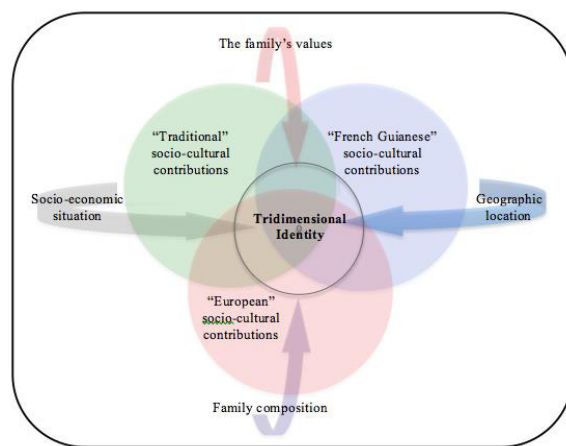 The family's values
"Traditional"
socio-cultural
contributions
"French Guianese"
socio-cultural
contributions
Socio-economic
situation
Geographic
location
Tridimensional
Identity
"European"
socio-cultural
contributions
Family composition